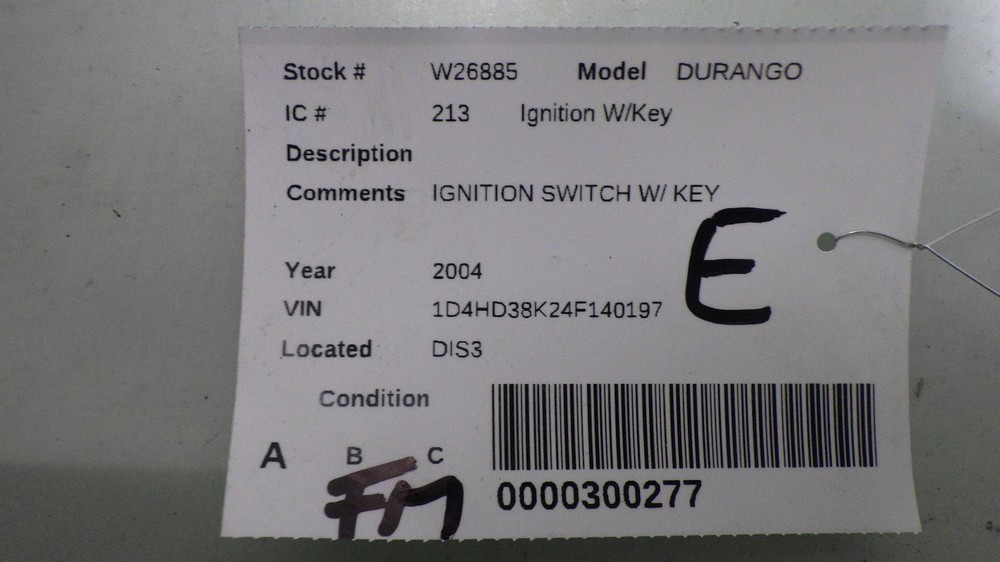 Stock # W26885 Model DURANGO
IC # 213 Ignition W/Key
Description
Comments IGNITION SWITCH W/ KEY
E
Year 2004
VIN 1D4HD38K24F140197
Located DIS3
Condition
A B C
FM
0000300277